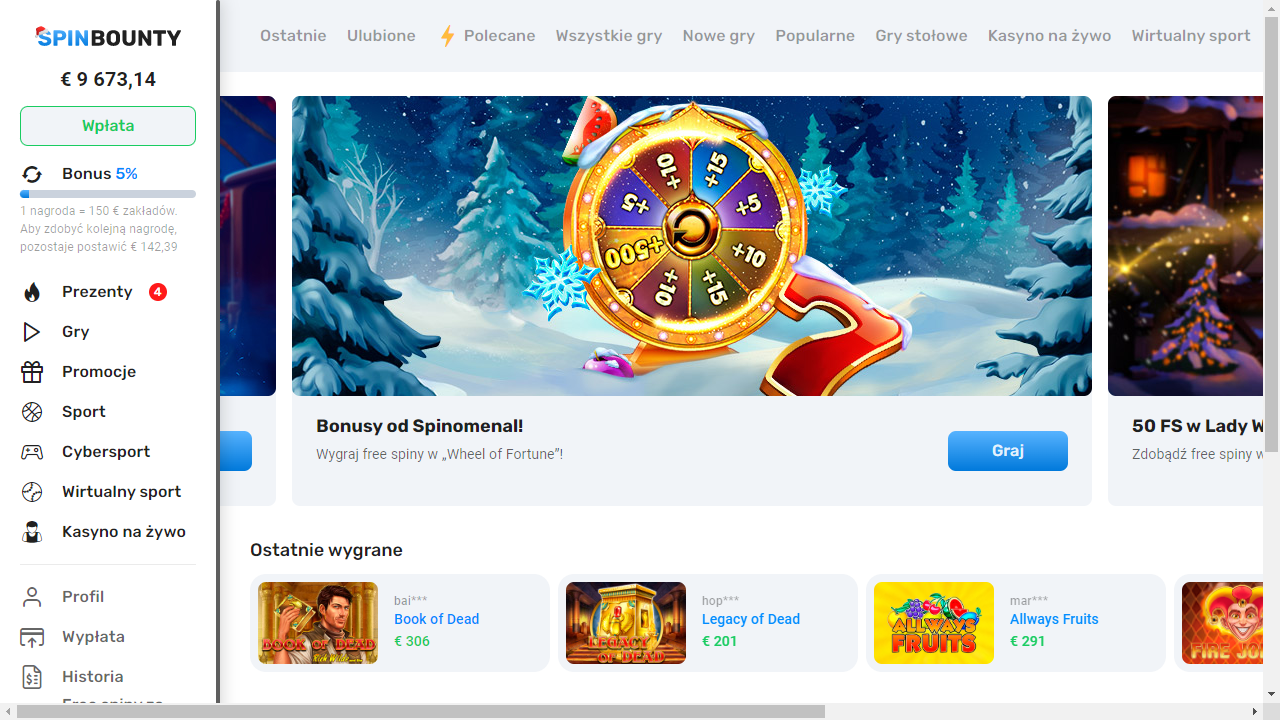 SPINBOUNTY
€ 9 673,14
Wpłata
Bonus 5%
1 nagroda = 150 € zakładów.
Aby zdobyć kolejną nagrodę,
pozostaje postawić € 142,39
Prezenty 4
Gry
Promocje
Sport
Cybersport
Wirtualny sport
Kasyno na żywo
Profil
Wypłata
Historia
Ostatnie Ulubione Polecane Wszystkie gry Nowe gry Popularne Gry stołowe Kasyno na żywo Wirtualny sport
+10 +15
+5 +5
+500 +10
+10 +15
Bonusy od Spinomenal!
Wygraj free spiny w „Wheel of Fortune”!
Graj
50 FS w Lady W
Zdobądź free spiny w
Ostatnie wygrane
BOOK OF DEAD
bai***
Book of Dead
€ 306
LEGACY OF DEAD
hop***
Legacy of Dead
€ 201
ALLWAYS FRUITS
mar***
Allways Fruits
€ 291
FIRE JO